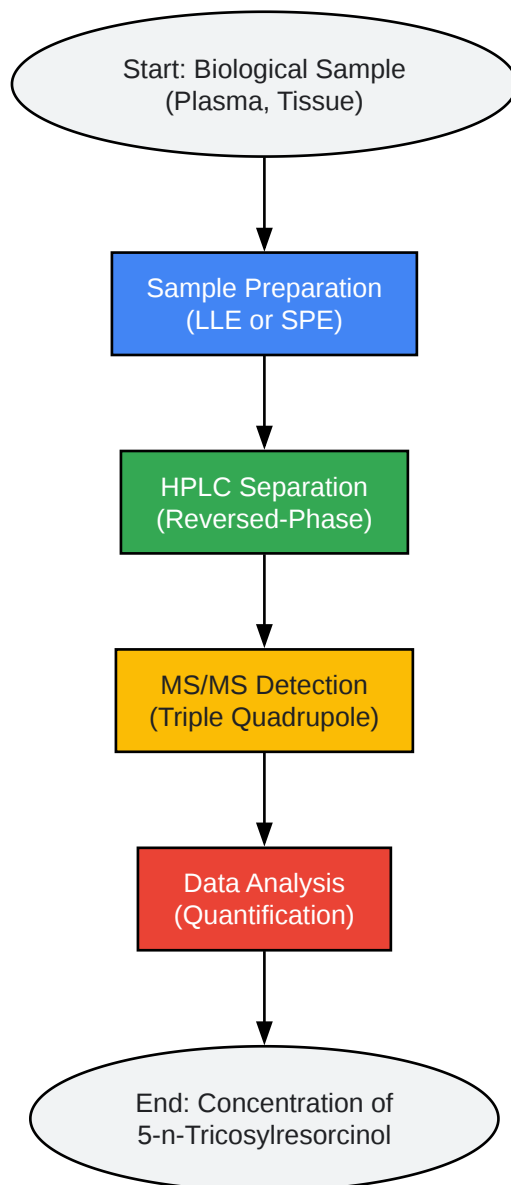 Start: Biological Sample
(Plasma, Tissue)
Sample Preparation
(LLE or SPE)
HPLC Separation
(Reversed-Phase)
MS/MS Detection
(Triple Quadrupole)
Data Analysis
(Quantification)
End: Concentration of
5-n-Tricosylresorcinol